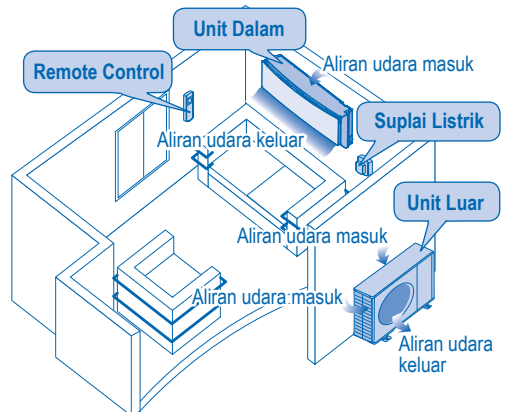 Unit Dalam
Aliran udara masuk
Remote Control
Suplai Listrik
Aliran udara keluar
Unit Luar
Aliran udara masuk
Aliran udara masuk
Aliran udara
keluar